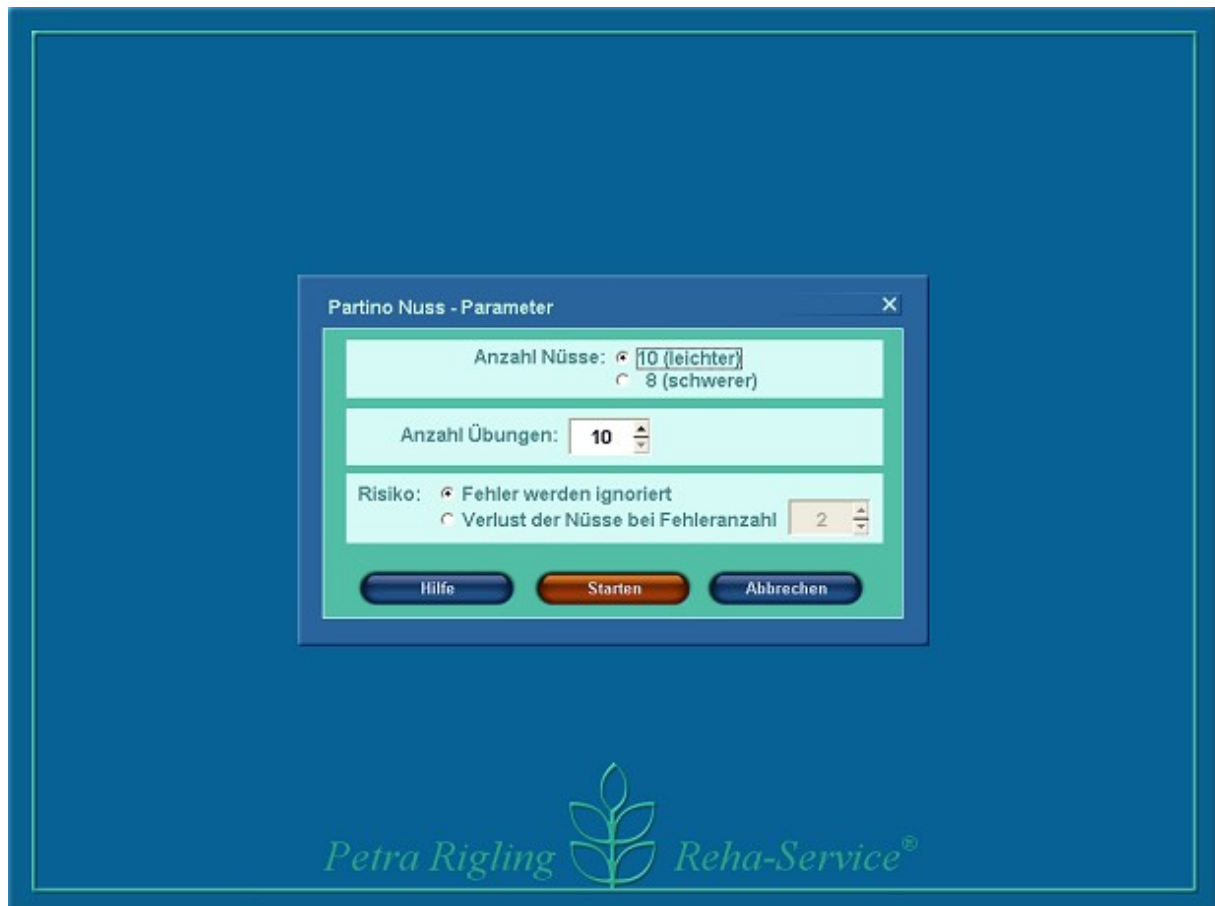 Partino Nuss - Parameter
Anzahl Nüsse: 10 (leichter)
8 (schwerer)
Anzahl Übungen: 10
Risiko: Fehler werden ignoriert
Verlust der Nüsse bei Fehleranzahl 2
Hilfe Starten Abbrechen
Petra Rigling Reha-Service®